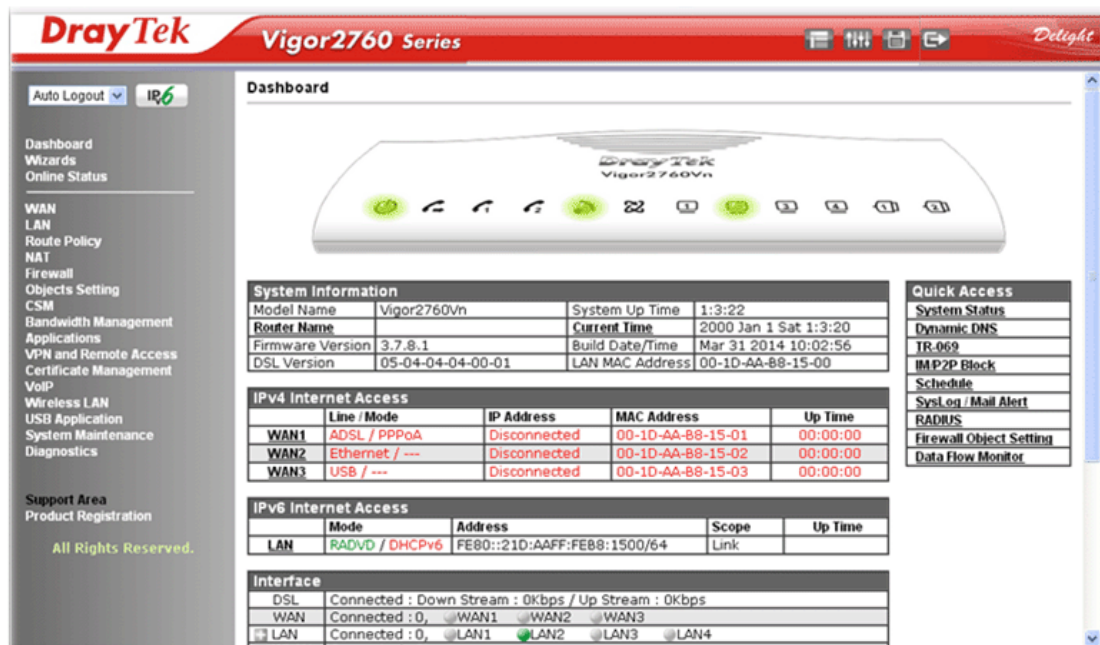 DrayTek
Vigor2760 Series
Delight
Auto Logout
IPv6
Dashboard
Wizards
Online Status
WAN
LAN
Route Policy
NAT
Firewall
Objects Setting
CSM
Bandwidth Management
Applications
VPN and Remote Access
Certificate Management
VoIP
Wireless LAN
USB Application
System Maintenance
Diagnostics
Support Area
Product Registration
All Rights Reserved.
Dashboard
DrayTek
Vigor2760Vn
1 2 1 3 4 1 2
System Information
Model Name Vigor2760Vn System Up Time 1:3:22
Router Name Current Time 2000 Jan 1 Sat 1:3:20
Firmware Version 3.7.8.1 Build Date/Time Mar 31 2014 10:02:56
DSL Version 05-04-04-04-00-01 LAN MAC Address 00-1D-AA-B8-15-00
IPv4 Internet Access
Line / Mode IP Address MAC Address Up Time
WAN1 ADSL / PPPoA Disconnected 00-1D-AA-B8-15-01 00:00:00
WAN2 Ethernet / --- Disconnected 00-1D-AA-B8-15-02 00:00:00
WAN3 USB / --- Disconnected 00-1D-AA-B8-15-03 00:00:00
IPv6 Internet Access
Mode Address Scope Up Time
LAN RADVD / DHCPv6 FE80::21D:AAFF:FEB8:1500/64 Link
Interface
DSL Connected : Down Stream : 0Kbps / Up Stream : 0Kbps
WAN Connected : 0, WAN1 WAN2 WAN3
LAN Connected : 0, LAN1 LAN2 LAN3 LAN4
Quick Access
System Status
Dynamic DNS
TR-069
IM/P2P Block
Schedule
SysLog / Mail Alert
RADIUS
Firewall Object Setting
Data Flow Monitor